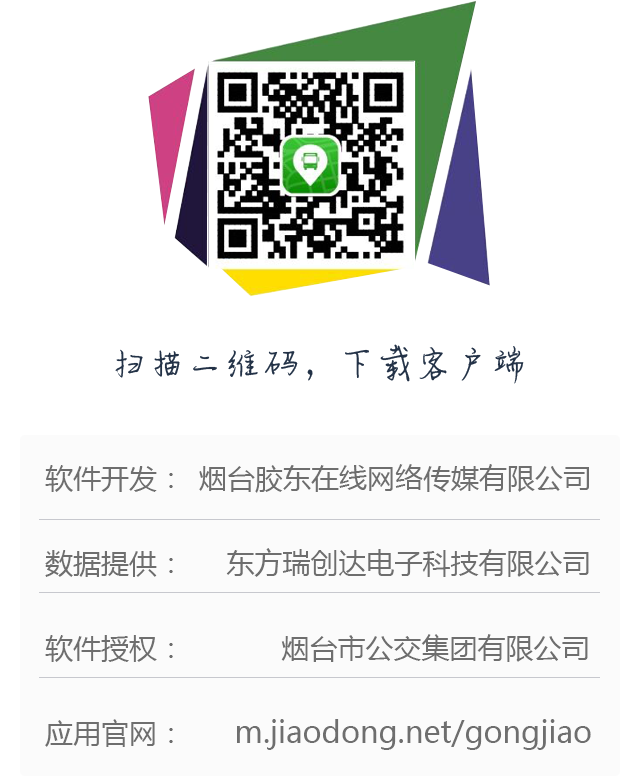 扫描二维码，下载客户端
软件开发： 烟台胶东在线网络传媒有限公司
数据提供： 东方瑞创达电子科技有限公司
软件授权： 烟台市公交集团有限公司
应用官网： m.jiaodong.net/gongjiao